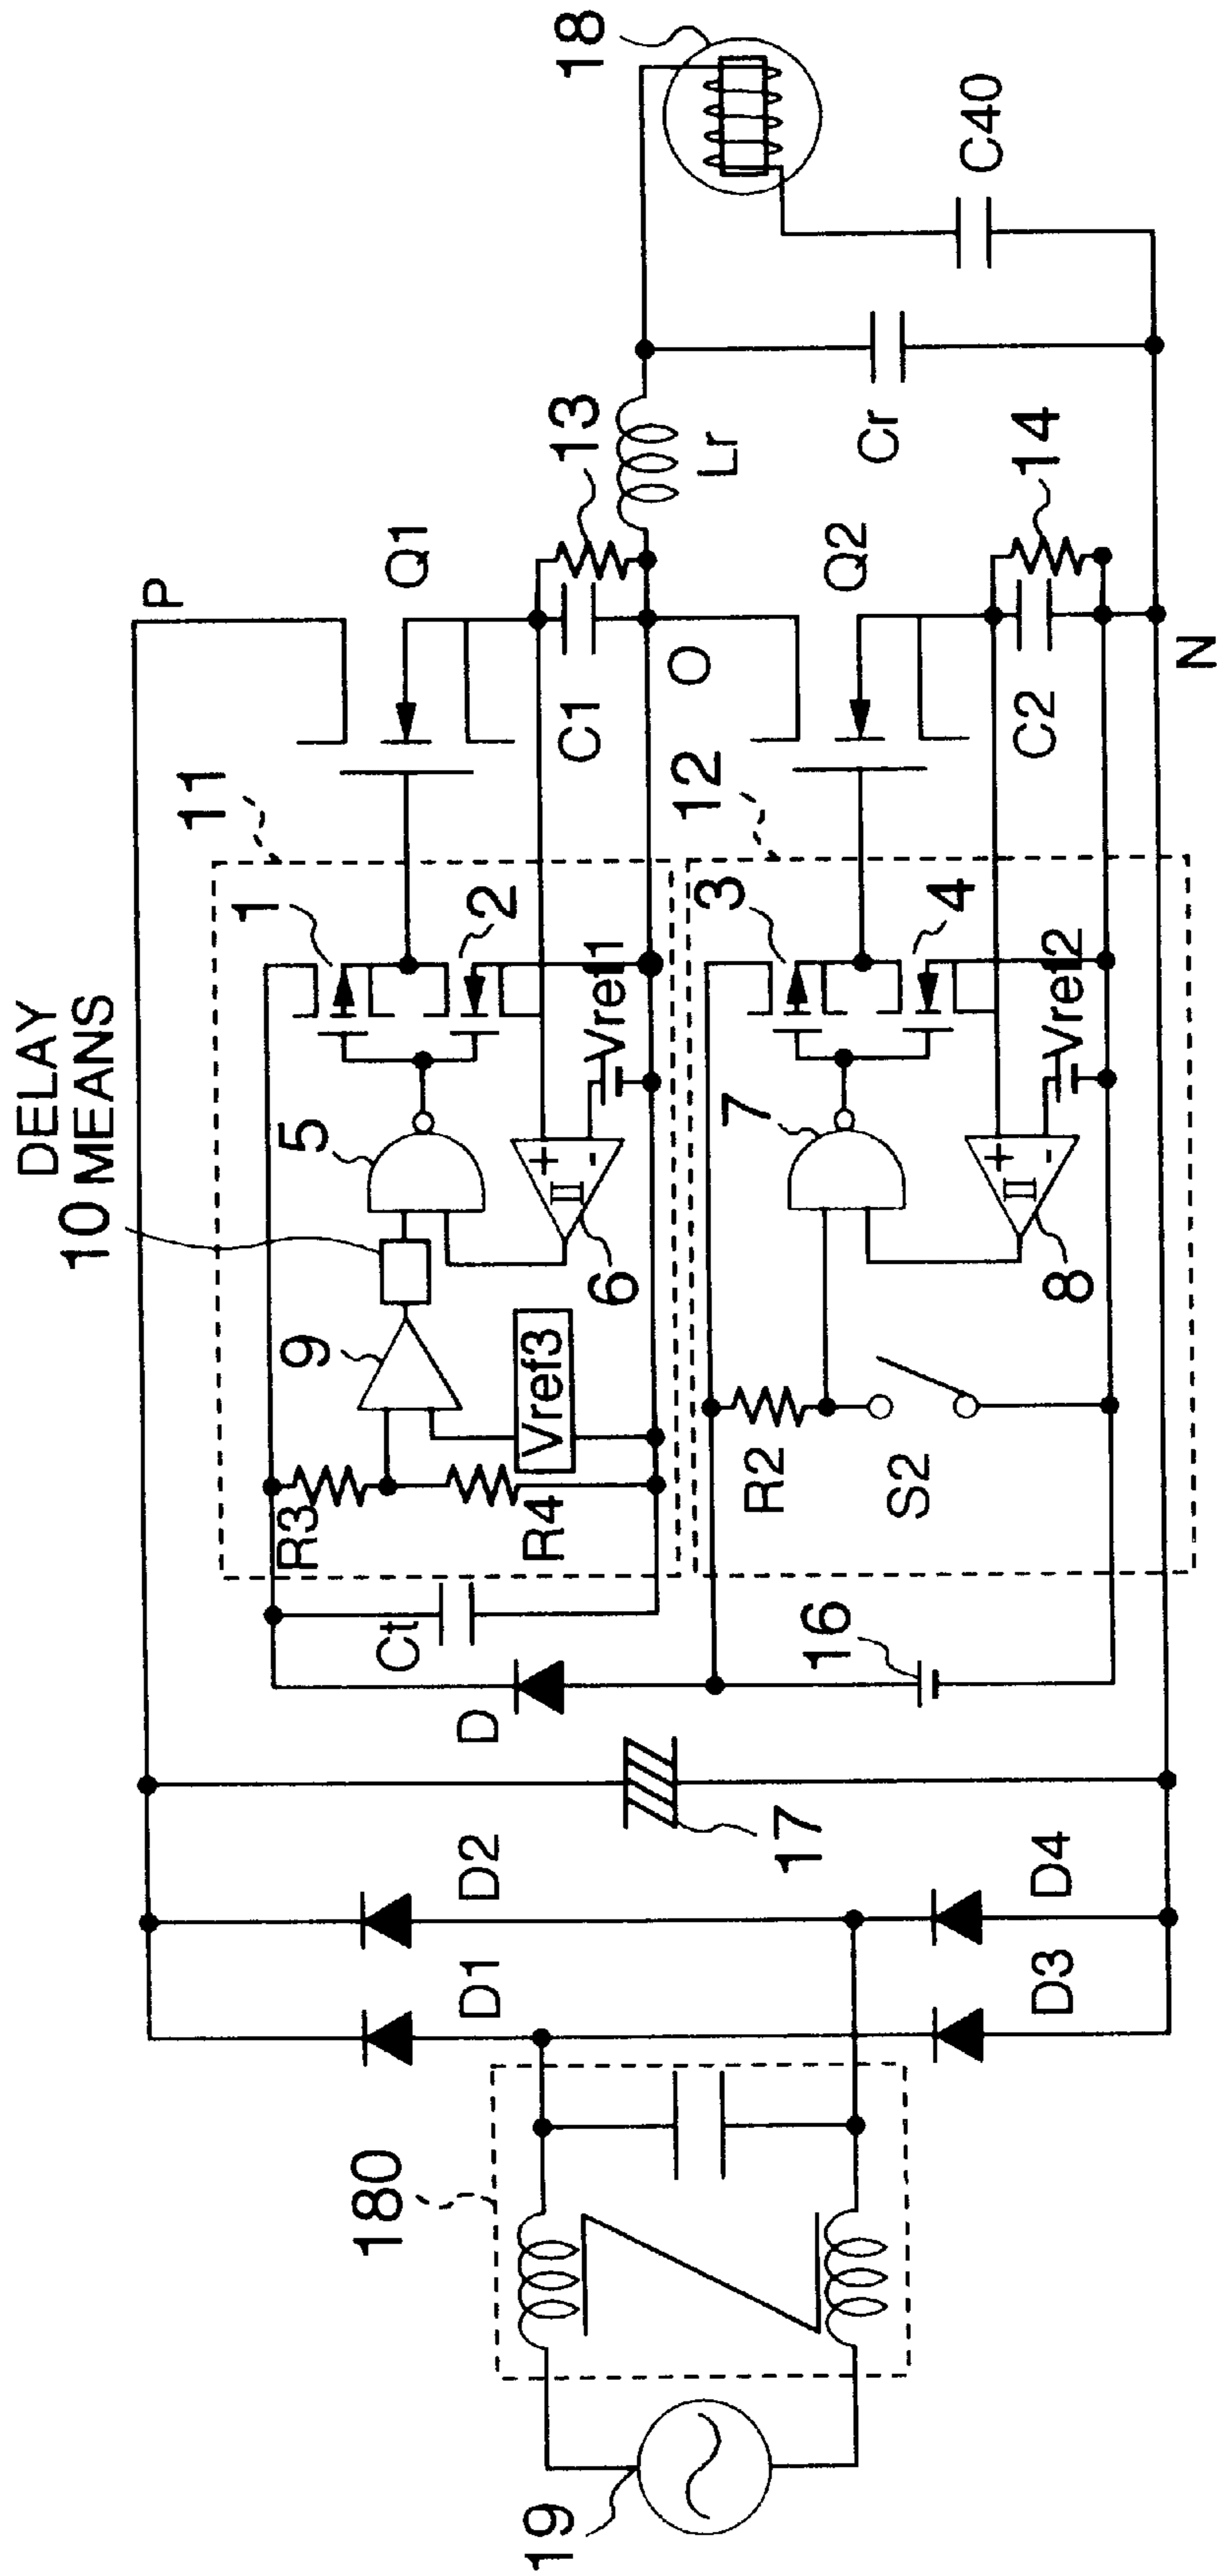 18
C40
Cr
13
Lr
14
P
Q1
Q2
N
O
C1
C2
11
12
1
2
3
4
DELAY
10 MEANS
Vref1
Vref2
5
+
-
6
7
+
-
8
9
Vref3
R3
R4
R2
S2
Ct
D
16
17
D2
D4
D1
D3
180
19